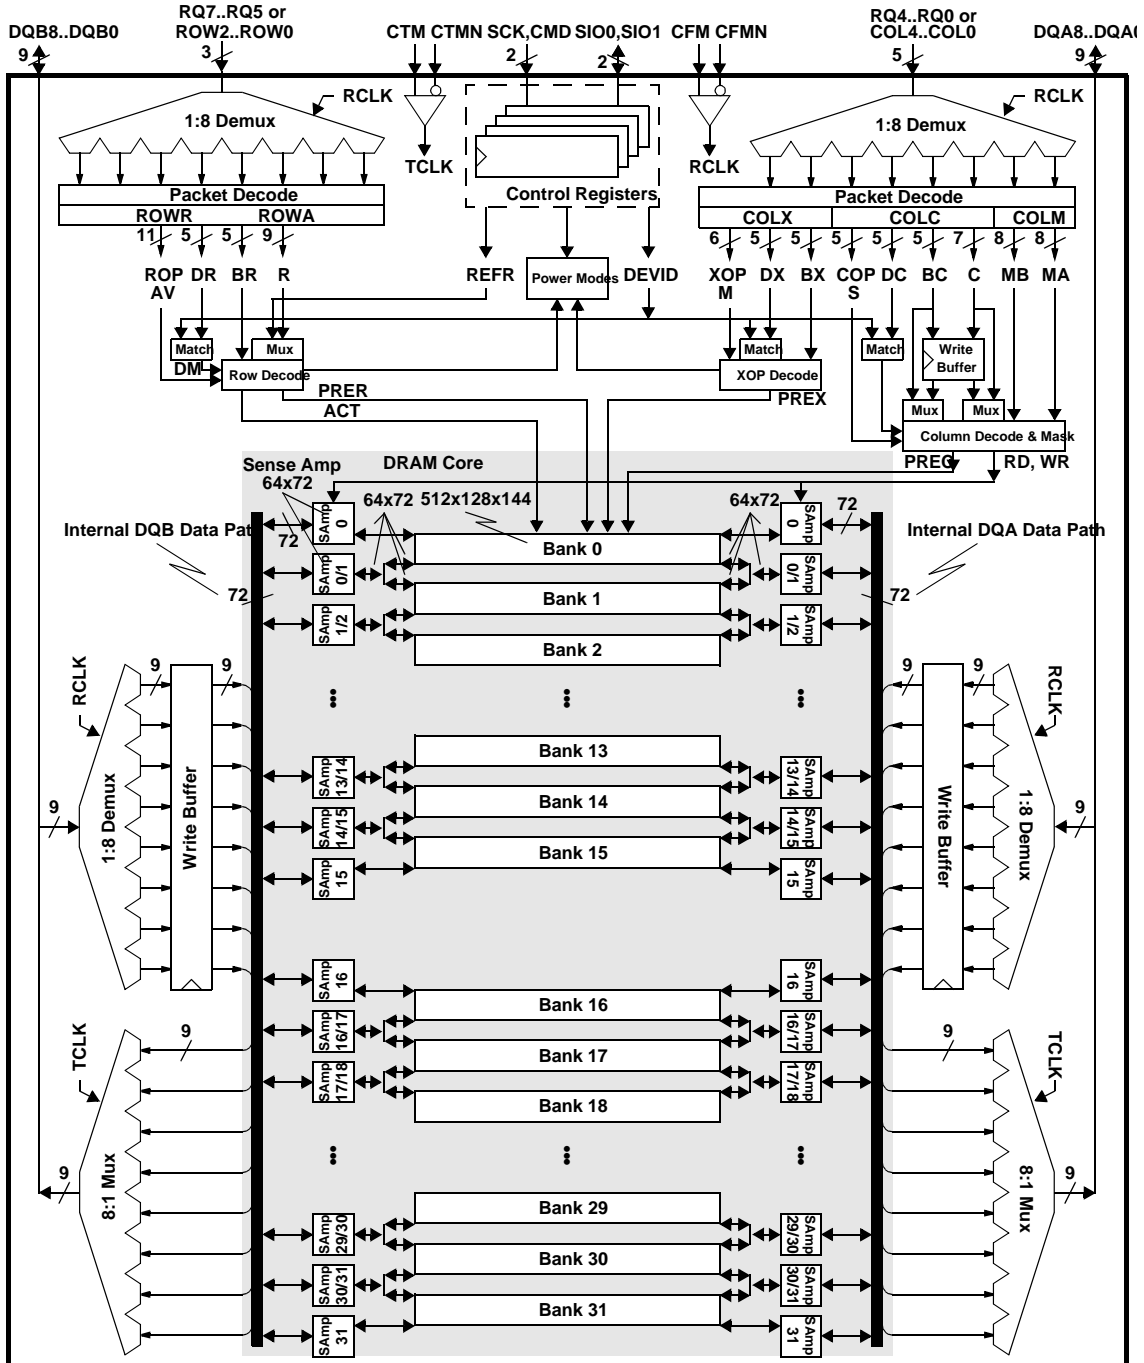 RQ7..RQ5 or
DQB8..DQB0 ROW2..ROW0 CTM CTMN SCK,CMD SIO0,SIO1 CFM CFMN
RQ4..RQ0 or
COL4..COL0 DQA8..DQA0
9 3 2 2 5 9
RCLK RCLK
1:8 Demux 1:8 Demux
TCLK RCLK
Control Registers
Packet Decode Packet Decode
ROWR ROWA COLX COLC COLM
11 5 5 9 6 5 5 5 5 5 7 8 8
ROP DR BR R REFR Power Modes DEVID XOP DX BX COP DC BC C MB MA
AV M S
Match Mux Match Match Write
Buffer
DM Row Decode XOP Decode
PRER PREX Mux Mux
ACT Column Decode & Mask
PREC RD, WR
Sense Amp DRAM Core
64x72 64x72 512x128x144 64x72
SAmp 0 SAmp 0
72 72
Internal DQB Data Path Internal DQA Data Path
Bank 0
SAmp 0/1 SAmp 0/1
72 Bank 1 72
SAmp 1/2 SAmp 1/2
Bank 2
RCLK 9 9 9 9 RCLK
Bank 13
SAmp 13/14 SAmp 13/14
Bank 14
9 1:8 Demux Write Buffer SAmp 14/15 SAmp 14/15 Write Buffer 1:8 Demux 9
Bank 15
SAmp 15 SAmp 15
SAmp 16 SAmp 16
Bank 16
SAmp 16/17 SAmp 16/17
TCLK 9 Bank 17 9 TCLK
SAmp 17/18 SAmp 17/18
Bank 18
9 8:1 Mux 8:1 Mux 9
Bank 29
SAmp 29/30 SAmp 29/30
Bank 30
SAmp 30/31 SAmp 30/31
Bank 31
SAmp 31 SAmp 31